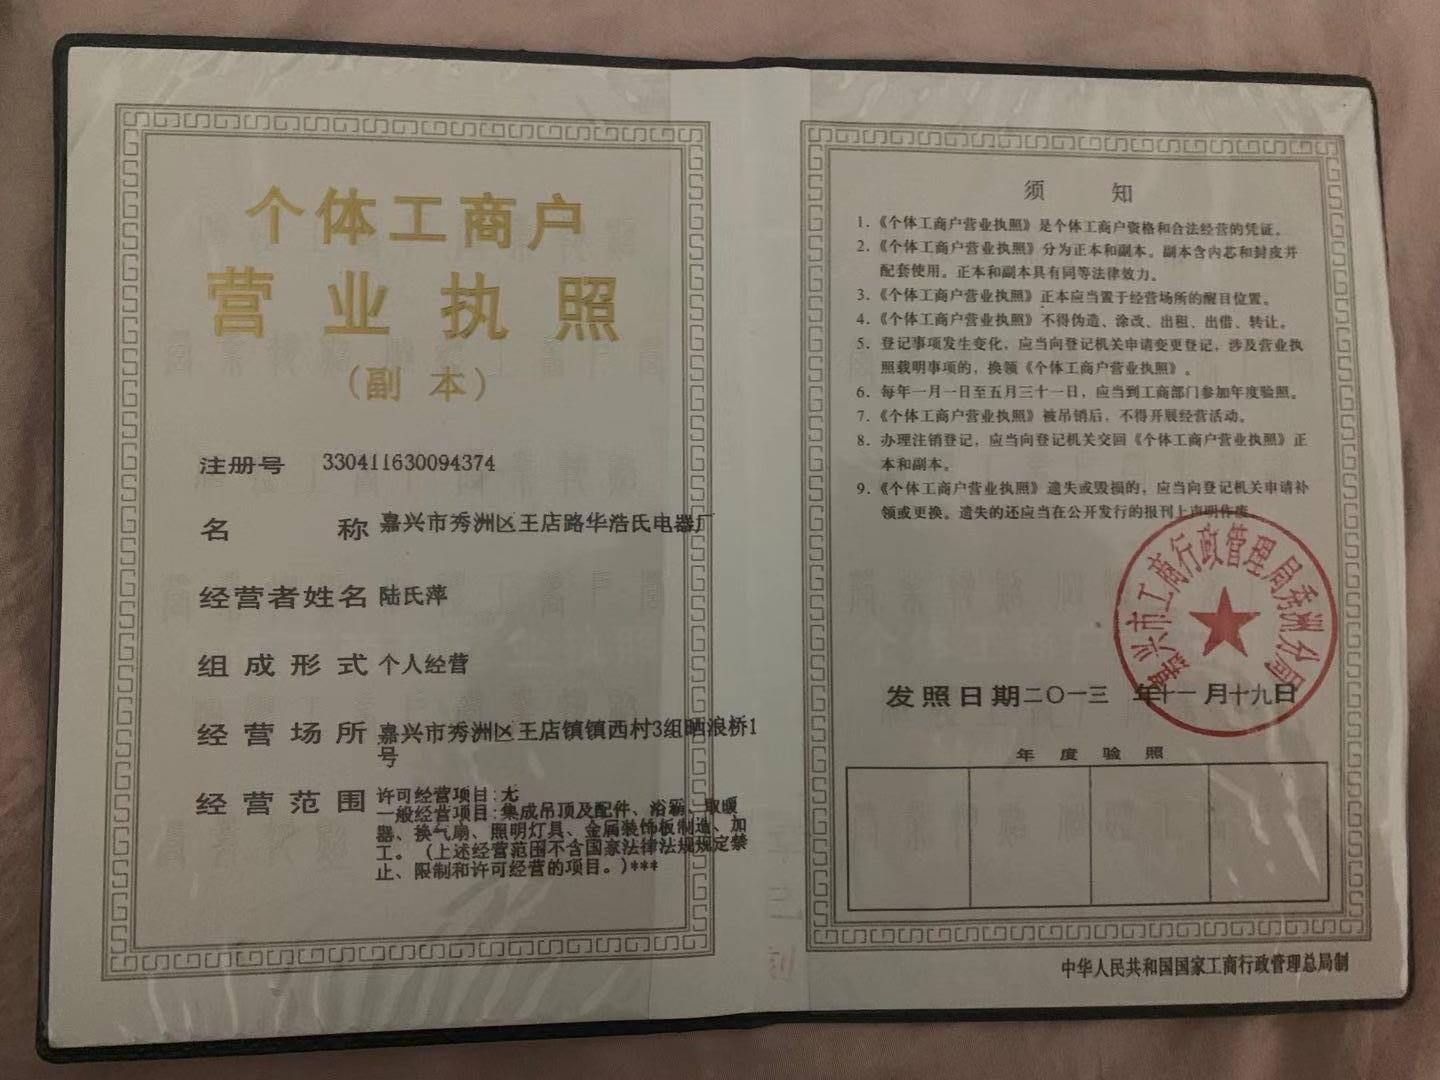 个体工商户
营业执照
（副本）
注册号 330411630094374
名称 嘉兴市秀洲区王店路华浩氏电器厂
经营者姓名 陆氏萍
组成形式 个人经营
经营场所 嘉兴市秀洲区王店镇镇西村3组晒浪桥1
号
经营范围 许可经营项目:无
一般经营项目:集成吊顶及配件、浴霸、取暖
器、换气扇、照明灯具、金属装饰板制造、加
工。（上述经营范围不含国家法律法规规定禁
止、限制和许可经营的项目。)***
须知
1.《个体工商户营业执照》是个体工商户资格和合法经营的凭证。
2.《个体工商户营业执照》分为正本和副本。副本含内芯和封皮并
配套使用。正本和副本具有同等法律效力。
3.《个体工商户营业执照》正本应当置于经营场所的醒目位置。
4.《个体工商户营业执照》不得伪造、涂改、出租、出借、转让。
5. 登记事项发生变化，应当向登记机关申请变更登记，涉及营业执
照载明事项的，换领《个体工商户营业执照》。
6. 每年一月一日至五月三十一日，应当到工商部门参加年度验照。
7.《个体工商户营业执照》被吊销后，不得开展经营活动。
8. 办理注销登记，应当向登记机关交回《个体工商户营业执照》正
本和副本。
9.《个体工商户营业执照》遗失或毁损的，应当向登记机关申请补
领或更换。遗失的还应当在公开发行的报刊上声明作废。
嘉兴市工商行政管理局秀洲分局
发照日期二〇一三 年十一 月十九日
年度验照
中华人民共和国国家工商行政管理总局制